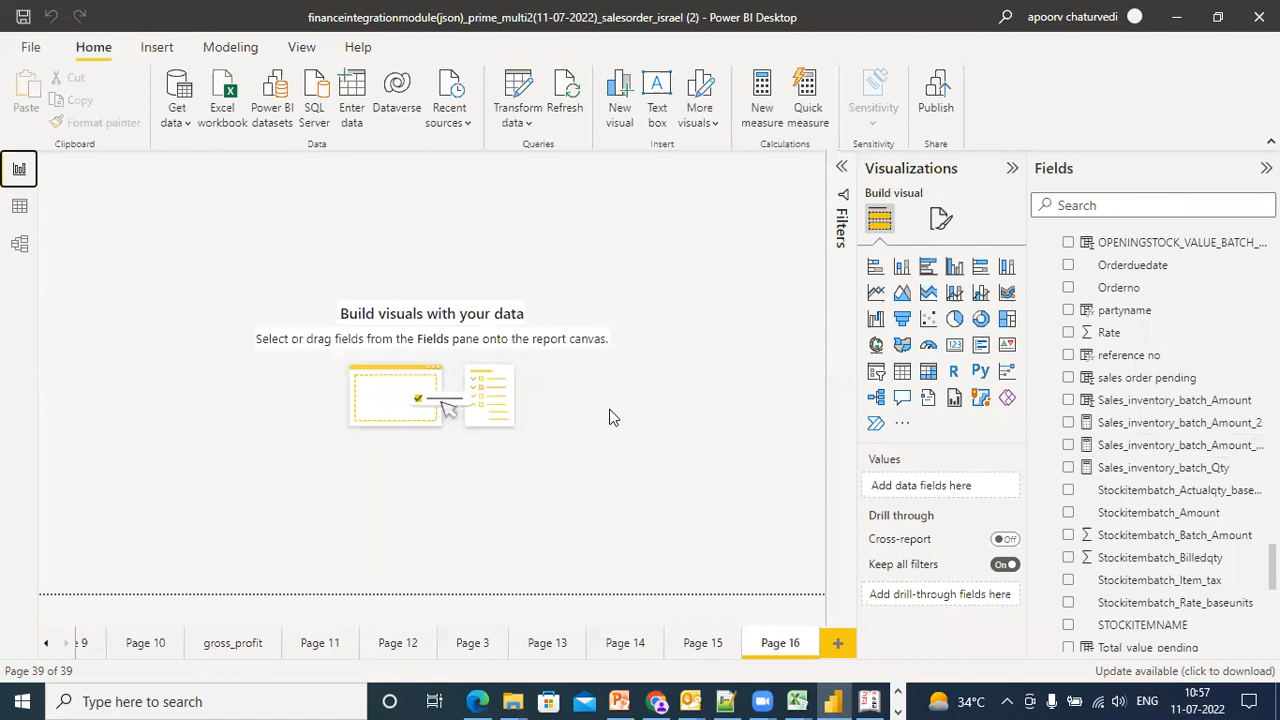 financeintegrationmodule(json)_prime_multi2(11-07-2022)_salesorder_israel (2) - Power BI Desktop
apoorv chaturvedi
File Home Insert Modeling View Help
Paste
Cut
Copy
Format painter
Clipboard
Get data
Excel workbook
Power BI datasets
SQL Server
Enter data
Dataverse
Recent sources
Data
Transform data
Refresh
Queries
New visual
Text box
More visuals
Insert
New measure
Quick measure
Calculations
Sensitivity
Sensitivity
Publish
Share
Build visuals with your data
Select or drag fields from the Fields pane onto the report canvas.
Filters
Visualizations
Build visual
123
R
Py
Values
Add data fields here
Drill through
Cross-report
Off
Keep all filters
On
Add drill-through fields here
Fields
Search
OPENINGSTOCK_VALUE_BATCH_...
Orderduedate
Orderno
partyname
Rate
reference no
sales order pending
Sales_inventory_batch_Amount
Sales_inventory_batch_Amount_2
Sales_inventory_batch_Amount_...
Sales_inventory_batch_Qty
Stockitembatch_Actualqty_base...
Stockitembatch_Amount
Stockitembatch_Batch_Amount
Stockitembatch_Billedqty
Stockitembatch_Item_tax
Stockitembatch_Rate_baseunits
STOCKITEMNAME
Total_value_pending
9 Page 10 gross_profit Page 11 Page 12 Page 3 Page 13 Page 14 Page 15 Page 16
Page 39 of 39
Update available (click to download)
Type here to search
34°C
ENG
10:57
11-07-2022